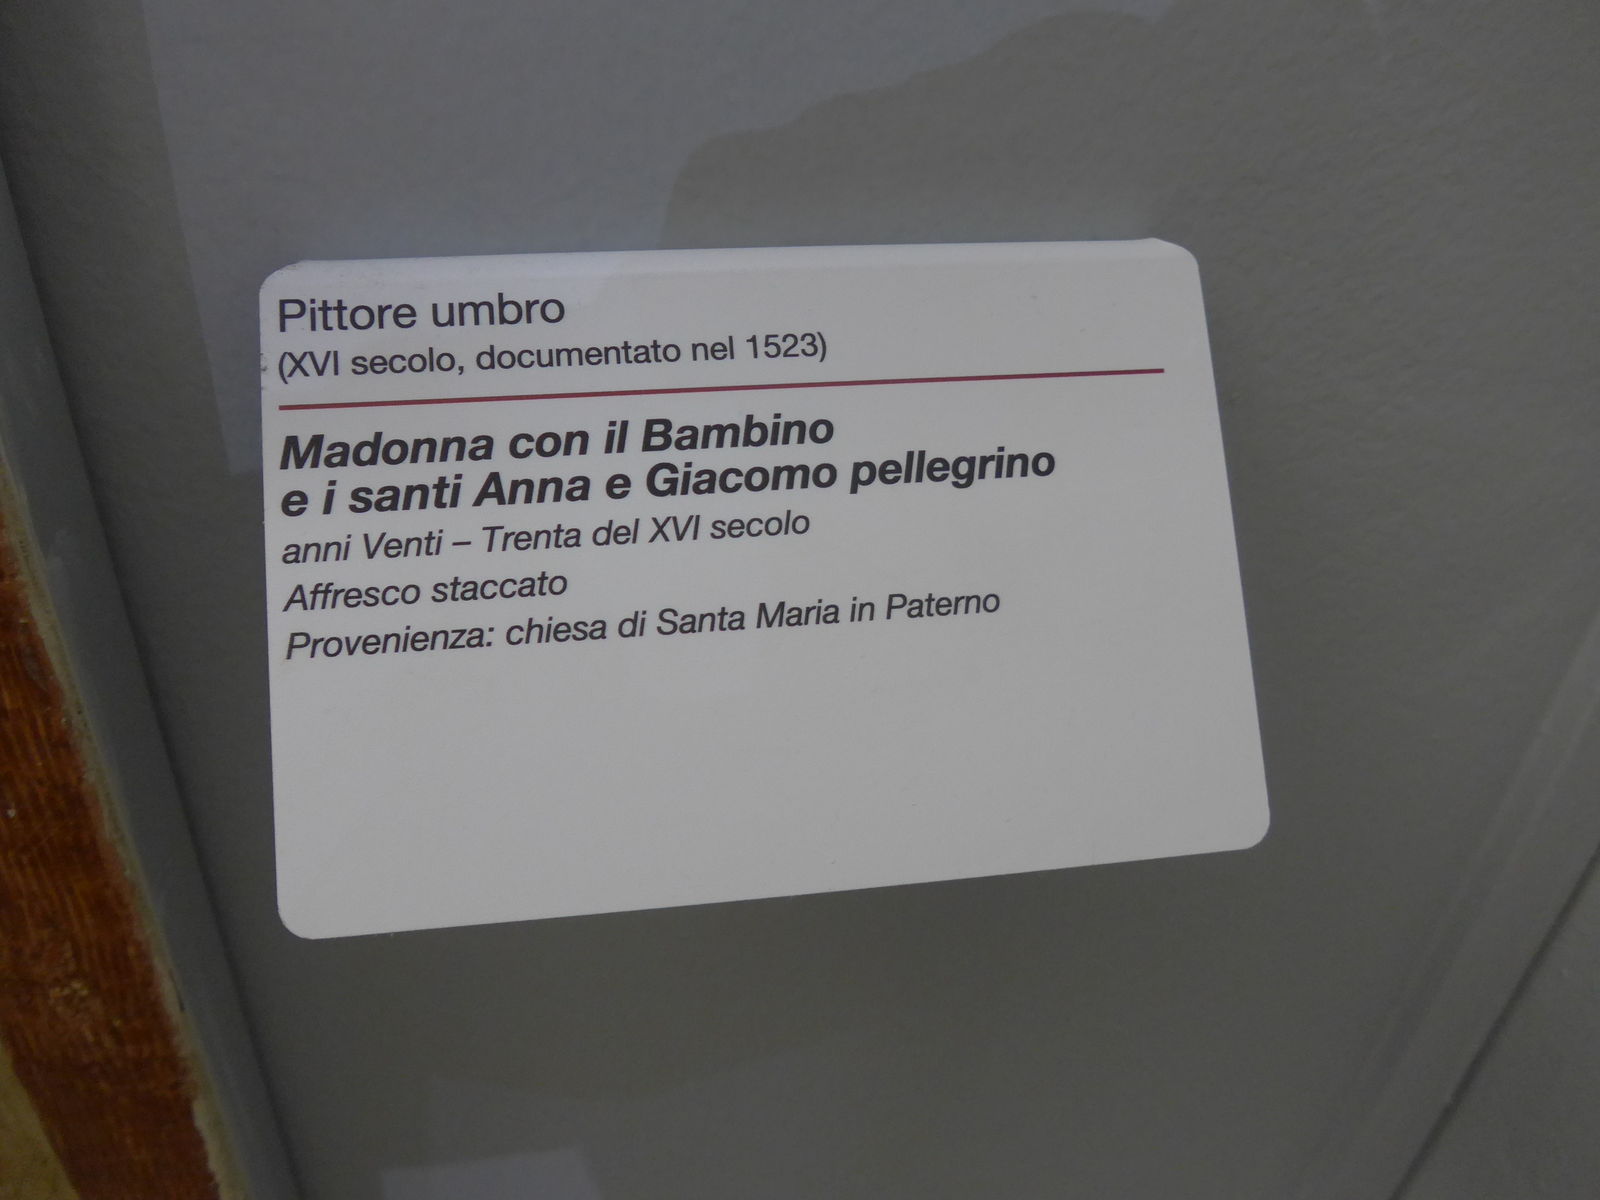 Pittore umbro
(XVI secolo, documentato nel 1523)
Madonna con il Bambino
e i santi Anna e Giacomo pellegrino
anni Venti – Trenta del XVI secolo
Affresco staccato
Provenienza: chiesa di Santa Maria in Paterno